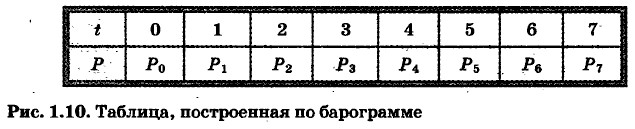 t 0 1 2 3 4 5 6 7
P P₀ P₁ P₂ P₃ P₄ P₅ P₆ P₇
Рис. 1.10. Таблица, построенная по барограмме